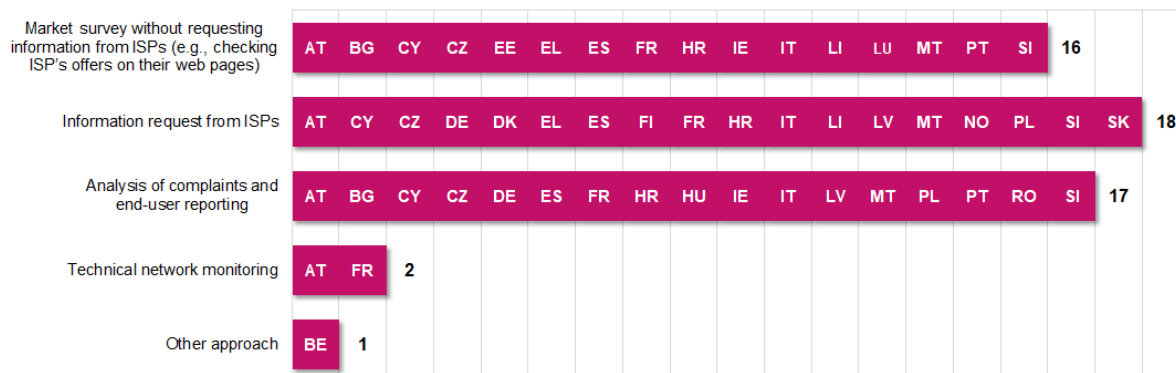 Market survey without requesting
information from ISPs (e.g., checking
ISP's offers on their web pages)
AT BG CY CZ EE EL ES FR HR IE IT LI LU MT PT SI 16
Information request from ISPs
AT CY CZ DE DK EL ES FI FR HR IT LI LV MT NO PL SI SK 18
Analysis of complaints and
end-user reporting
AT BG CY CZ DE ES FR HR HU IE IT LV MT PL PT RO SI 17
Technical network monitoring
AT FR 2
Other approach
BE 1